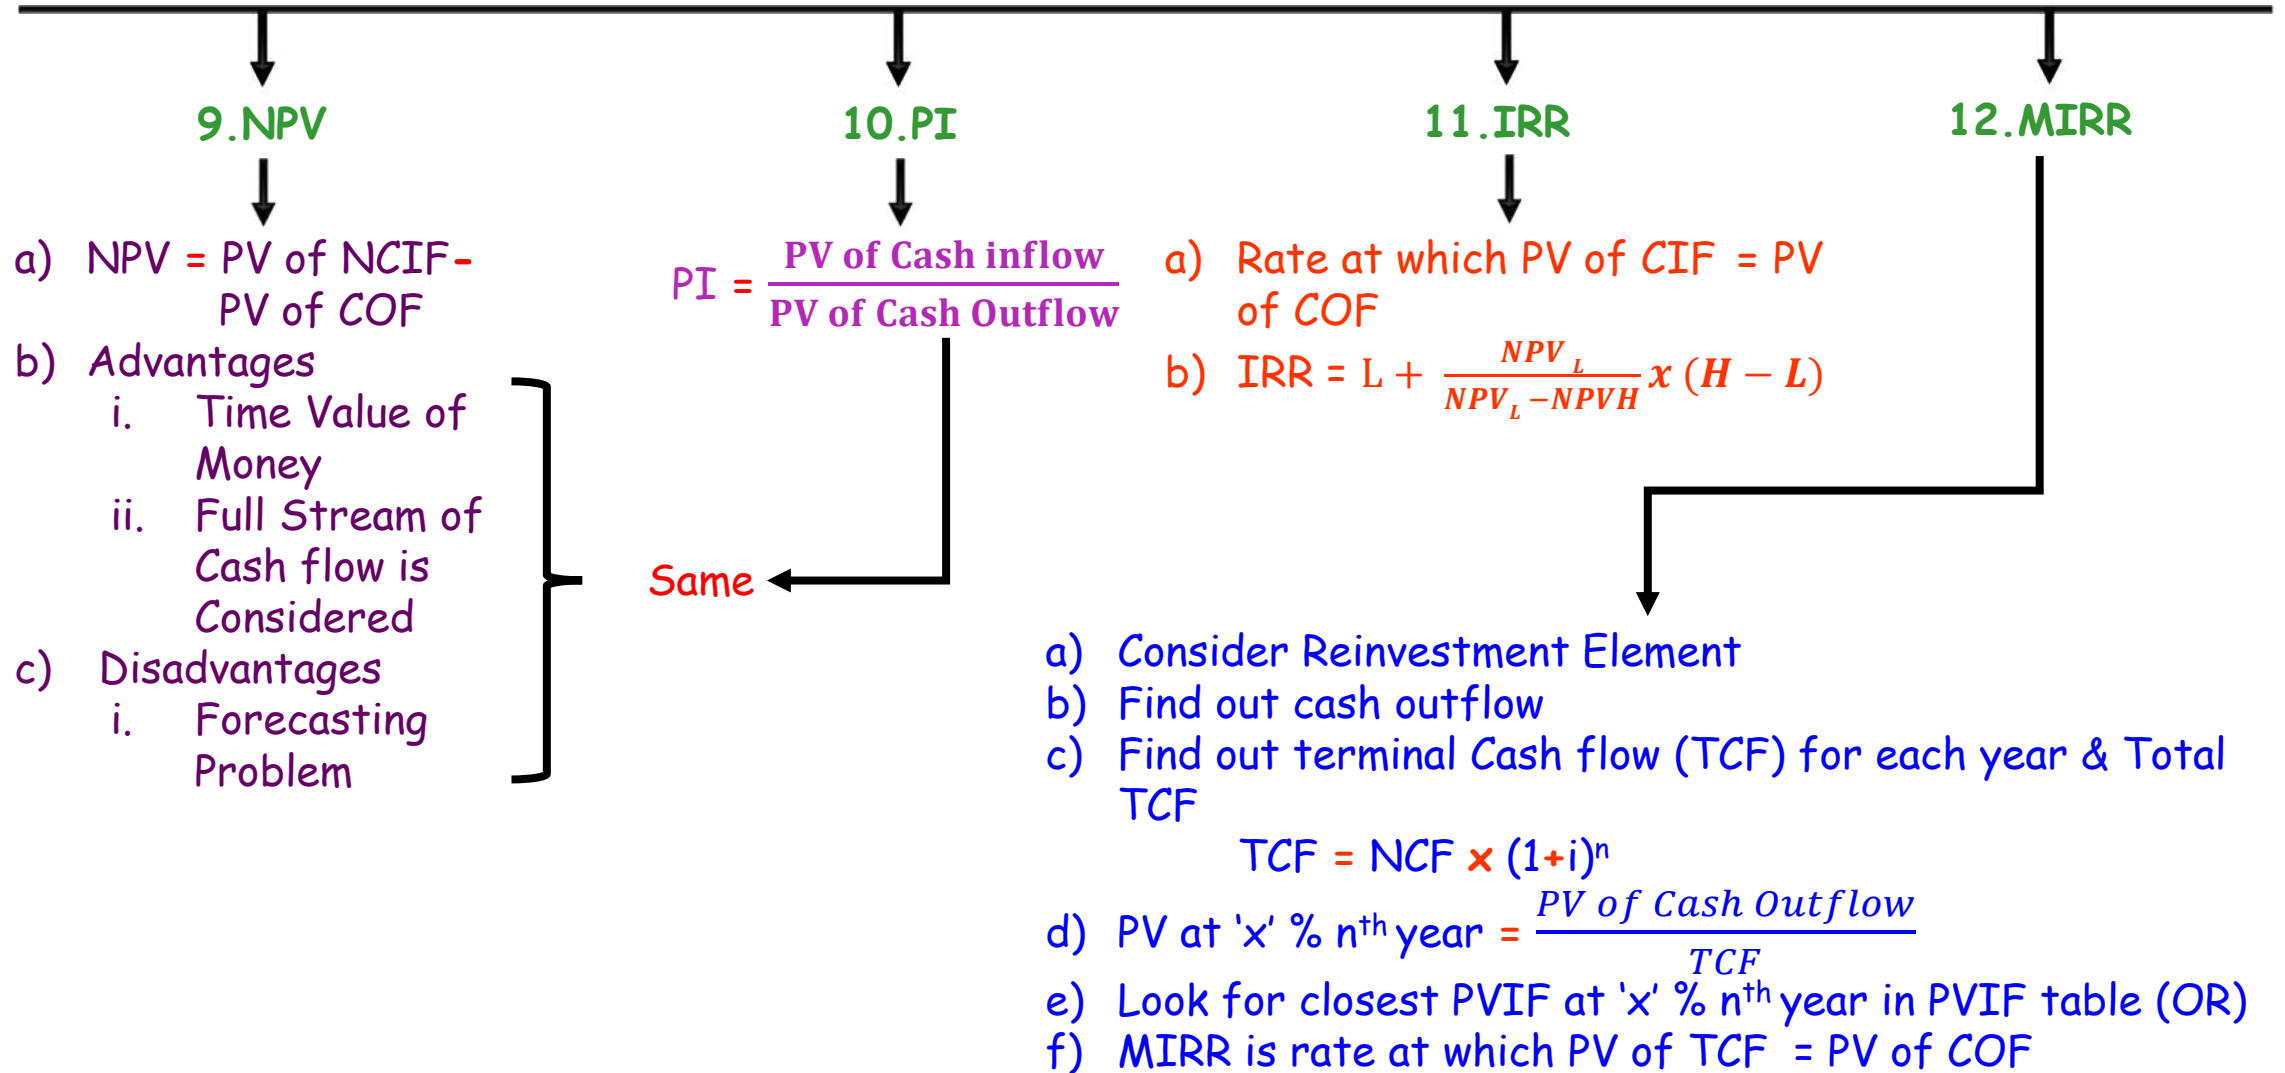 9.NPV
10.PI
11.IRR
12.MIRR
a) NPV = PV of NCIF-
PV of COF
b) Advantages
i. Time Value of
Money
ii. Full Stream of
Cash flow is
Considered
c) Disadvantages
i. Forecasting
Problem
PI = PV of Cash inflow / PV of Cash Outflow
Same
a) Rate at which PV of CIF = PV
of COF
b) IRR = L + NPV_L / NPV_L − NPVH x (H − L)
a) Consider Reinvestment Element
b) Find out cash outflow
c) Find out terminal Cash flow (TCF) for each year & Total
TCF
TCF = NCF x (1+i)ⁿ
d) PV at ‘x’ % nᵗʰ year = PV of Cash Outflow / TCF
e) Look for closest PVIF at ‘x’ % nᵗʰ year in PVIF table (OR)
f) MIRR is rate at which PV of TCF = PV of COF